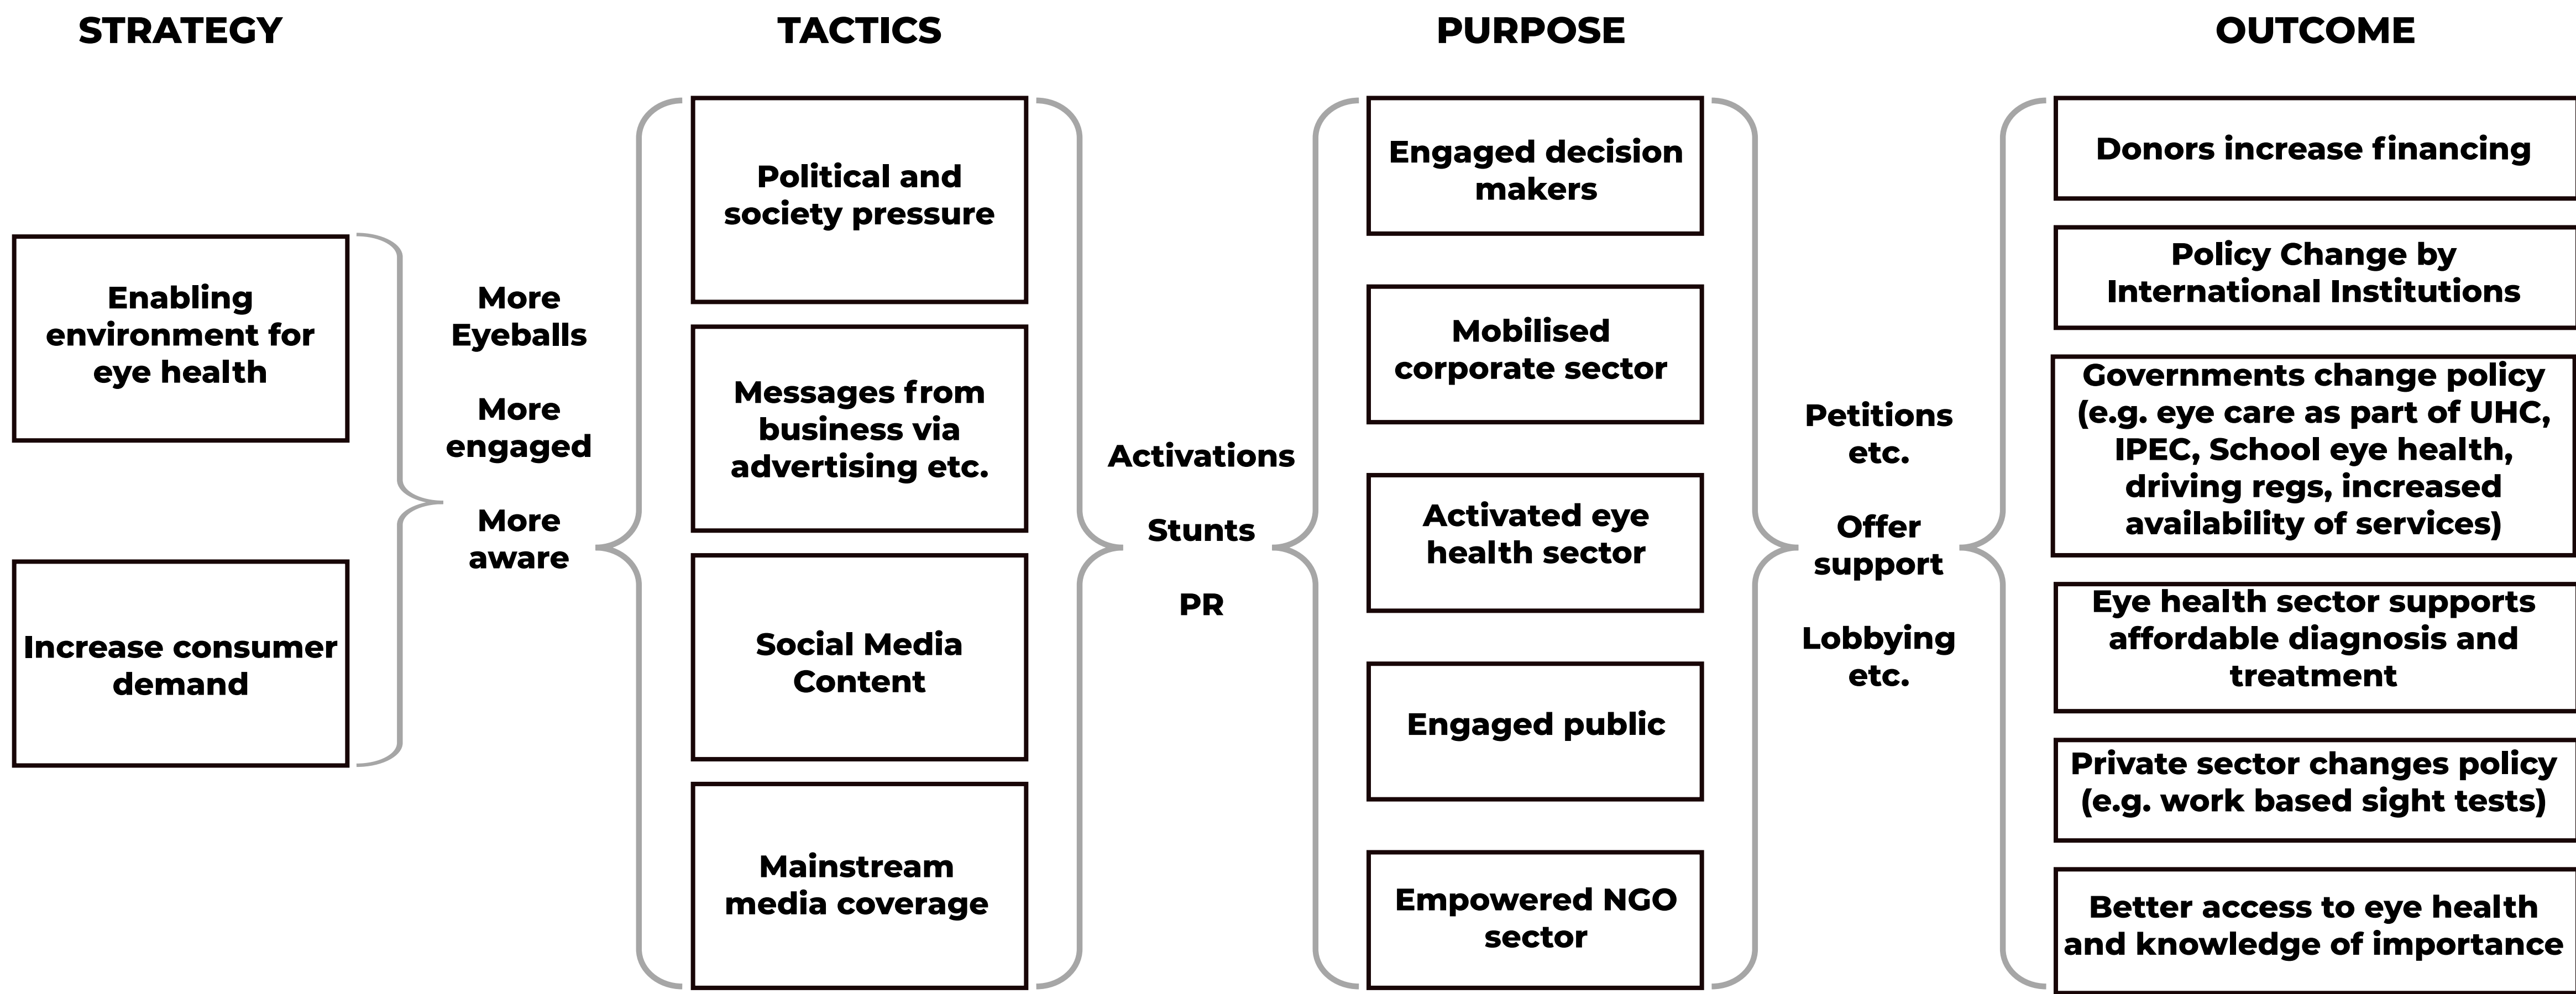 STRATEGY
TACTICS
PURPOSE
OUTCOME
Enabling
environment for
eye health
Increase consumer
demand
More
Eyeballs
More
engaged
More
aware
Political and
society pressure
Messages from
business via
advertising etc.
Social Media
Content
Mainstream
media coverage
Activations
Stunts
PR
Engaged decision
makers
Mobilised
corporate sector
Activated eye
health sector
Engaged public
Empowered NGO
sector
Petitions
etc.
Offer
support
Lobbying
etc.
Donors increase financing
Policy Change by
International Institutions
Governments change policy
(e.g. eye care as part of UHC,
IPEC, School eye health,
driving regs, increased
availability of services)
Eye health sector supports
affordable diagnosis and
treatment
Private sector changes policy
(e.g. work based sight tests)
Better access to eye health
and knowledge of importance